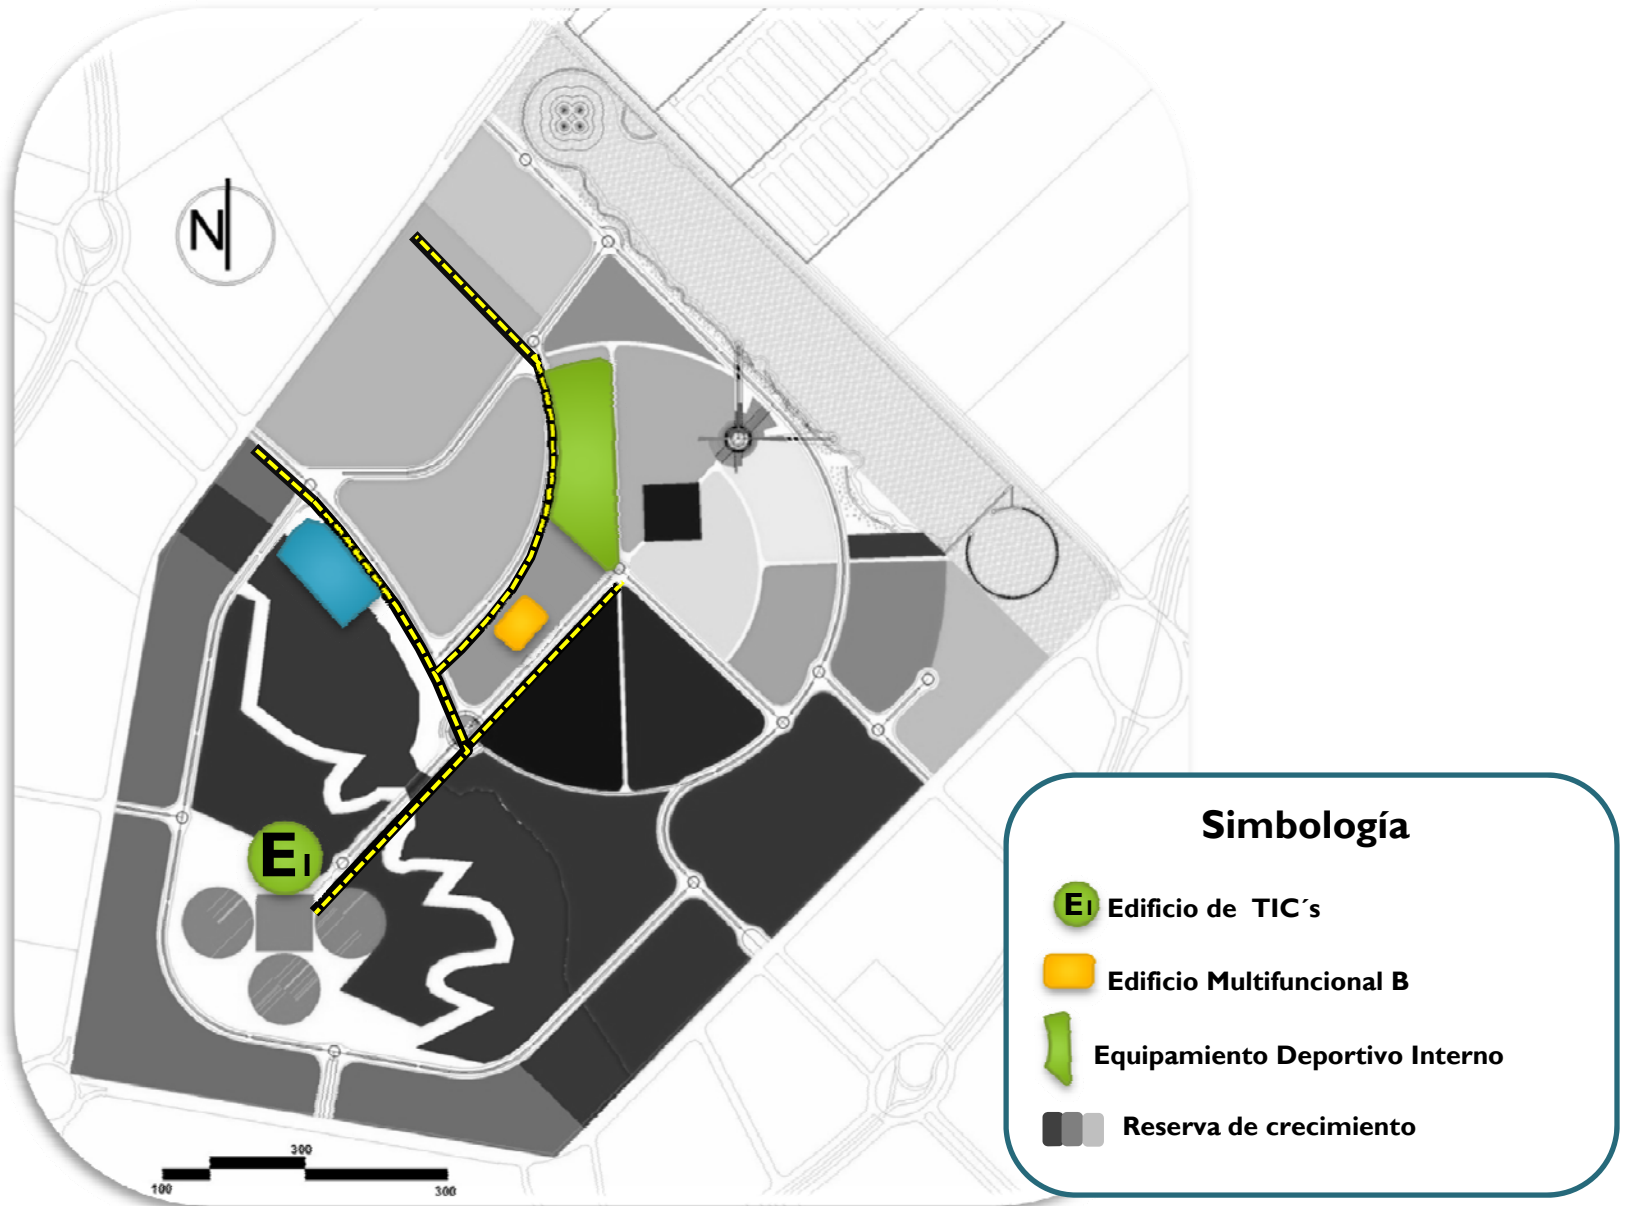 N
E1
300
100
300
Simbología
E1 Edificio de TIC´s
Edificio Multifuncional B
Equipamiento Deportivo Interno
Reserva de crecimiento